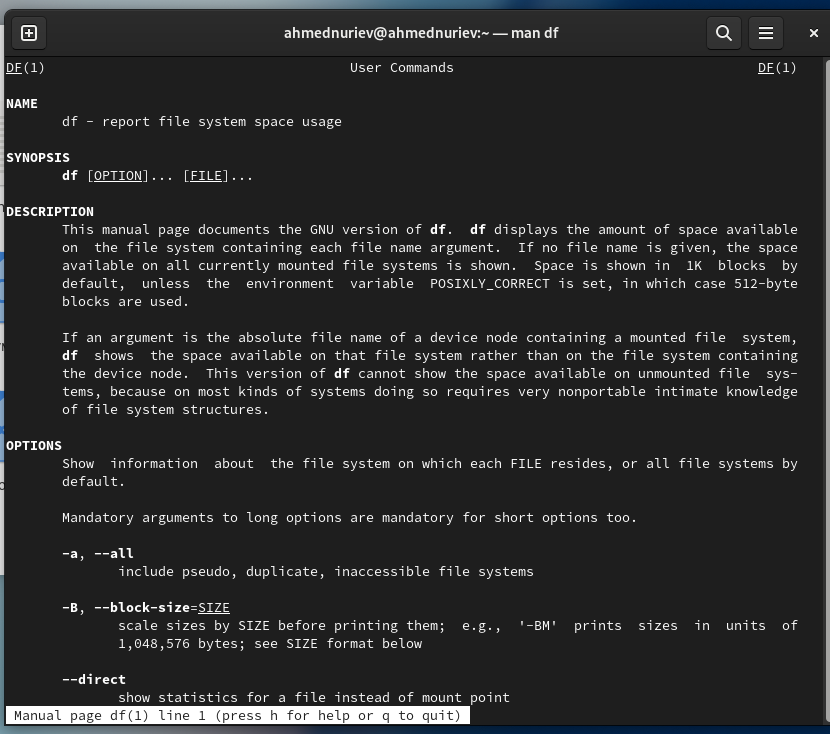 ahmednuriev@ahmednuriev:~ — man df
DF(1) User Commands DF(1)
NAME
df - report file system space usage
SYNOPSIS
df [OPTION]... [FILE]...
DESCRIPTION
This manual page documents the GNU version of df. df displays the amount of space available
on the file system containing each file name argument. If no file name is given, the space
available on all currently mounted file systems is shown. Space is shown in 1K blocks by
default, unless the environment variable POSIXLY_CORRECT is set, in which case 512-byte
blocks are used.
If an argument is the absolute file name of a device node containing a mounted file system,
df shows the space available on that file system rather than on the file system containing
the device node. This version of df cannot show the space available on unmounted file sys-
tems, because on most kinds of systems doing so requires very nonportable intimate knowledge
of file system structures.
OPTIONS
Show information about the file system on which each FILE resides, or all file systems by
default.
Mandatory arguments to long options are mandatory for short options too.
-a, --all
include pseudo, duplicate, inaccessible file systems
-B, --block-size=SIZE
scale sizes by SIZE before printing them; e.g., '-BM' prints sizes in units of
1,048,576 bytes; see SIZE format below
--direct
show statistics for a file instead of mount point
Manual page df(1) line 1 (press h for help or q to quit)